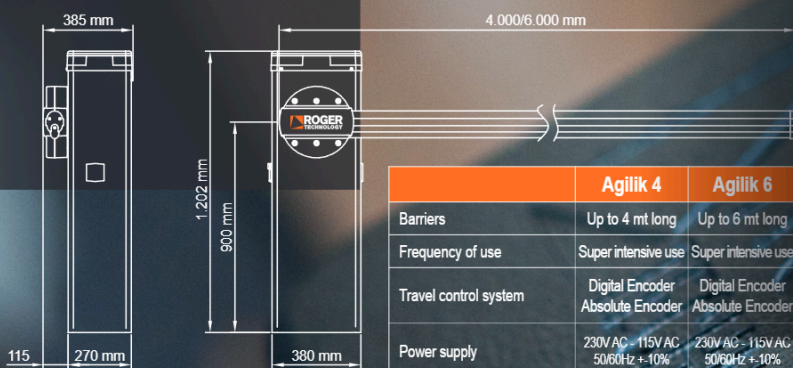 385 mm
4.000/6.000 mm
ROGER
TECHNOLOGY
1.202 mm
900 mm
115
270 mm
380 mm
Agilik 4 Agilik 6
Barriers Up to 4 mt long Up to 6 mt long
Frequency of use Super intensive use Super intensive use
Travel control system Digital Encoder Digital Encoder
Absolute Encoder Absolute Encoder
Power supply 230V AC - 115V AC 230V AC - 115V AC
50/60Hz +-10% 50/60Hz +-10%